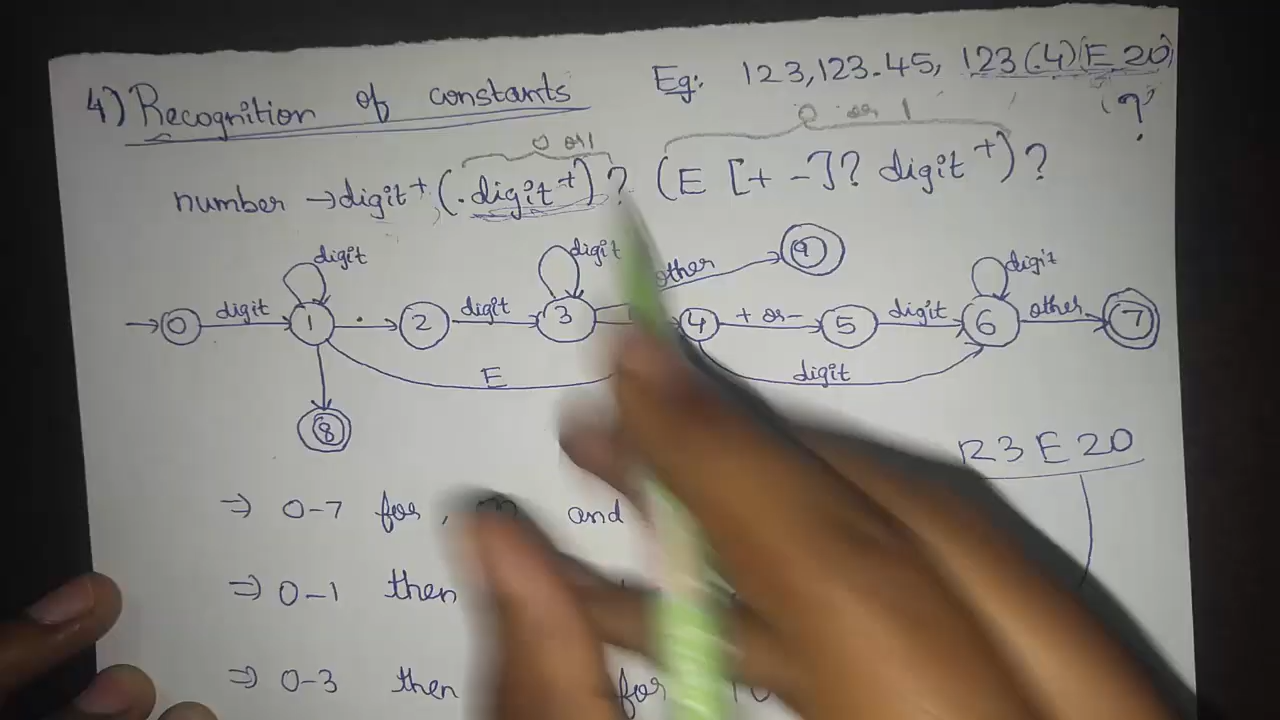 4) Recognition of constants
Eg: 123, 123.45, 123(.4)(E 20)
(?)
0 or 1
0 or 1
number → digit+ (. digit+)? (E [+ -]? digit+)?
digit
digit
digit
other
9
0
digit
1
.
2
digit
3
4
+ or -
5
digit
6
other
7
E
digit
8
123E20
⇒ 0-7 for, and
⇒ 0-1 then
⇒ 0-3 then for